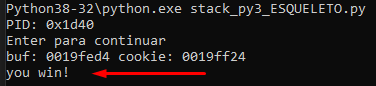 Python38-32\python.exe stack_py3_ESQUELETO.py
PID: 0x1d40
Enter para continuar
buf: 0019fed4 cookie: 0019ff24
you win!